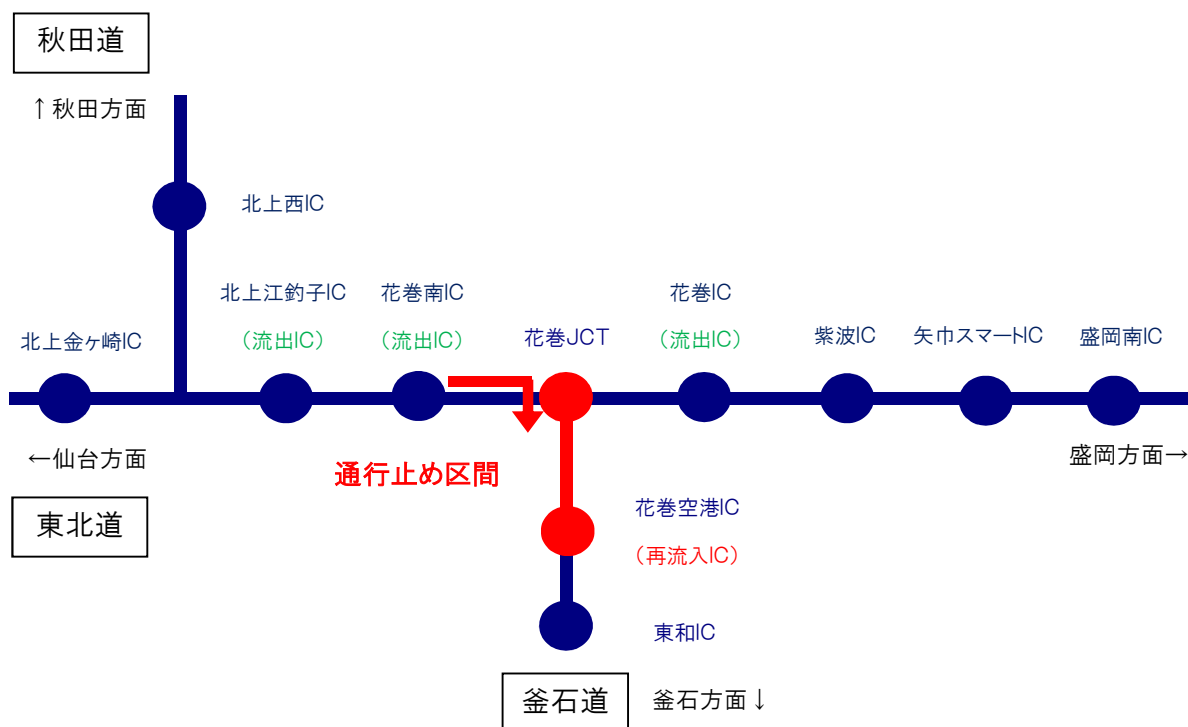 秋田道
↑秋田方面
北上西IC
北上江釣子IC
花巻南IC
花巻IC
(流出IC)
(流出IC)
(流出IC)
北上金ヶ崎IC
花巻JCT
紫波IC
矢巾スマートIC
盛岡南IC
←仙台方面
通行止め区間
盛岡方面→
東北道
花巻空港IC
(再流入IC)
東和IC
釜石道
釜石方面↓